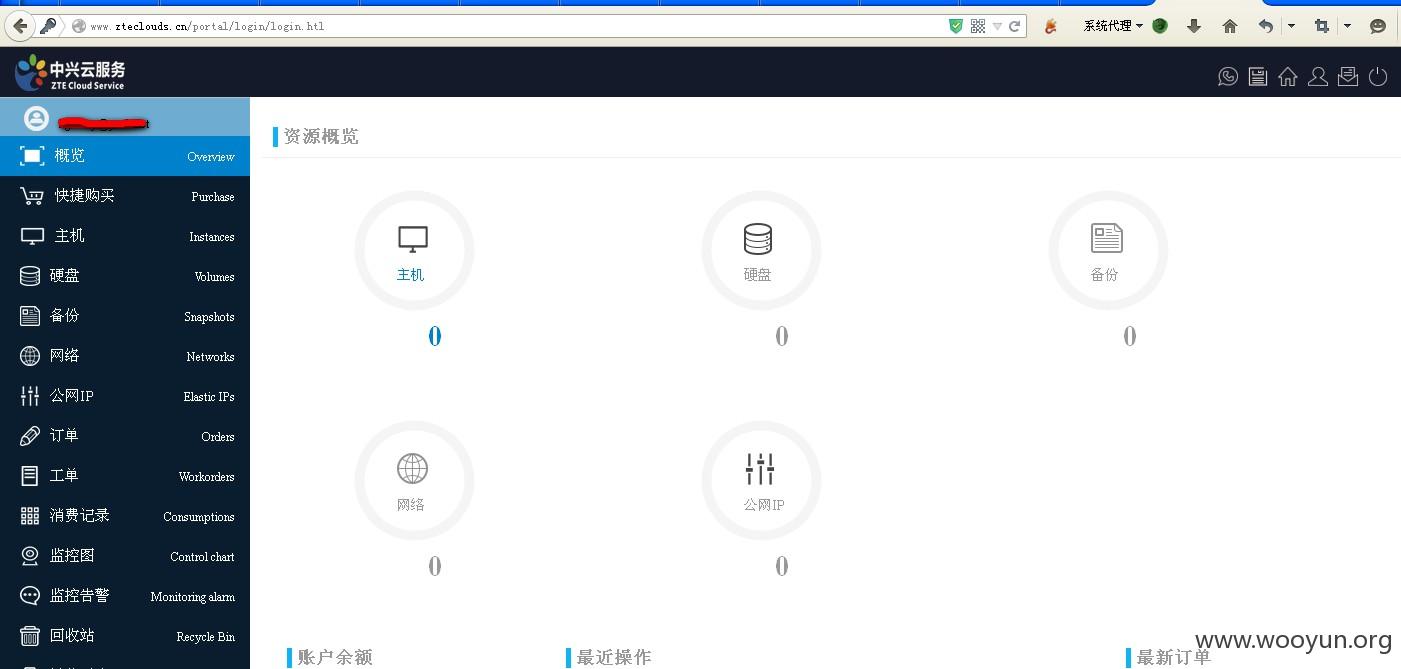 www.zteclouds.cn/portal/login/login.htl
系统代理
中兴云服务
ZTE Cloud Service
资源概览
概览 Overview
快捷购买 Purchase
主机 Instances
硬盘 Volumes
备份 Snapshots
网络 Networks
公网IP Elastic IPs
订单 Orders
工单 Workorders
消费记录 Consumptions
监控图 Control chart
监控告警 Monitoring alarm
回收站 Recycle Bin
主机
硬盘
备份
0
0
0
网络
公网IP
0
0
账户余额
最近操作
最新订单
www.wooyun.org